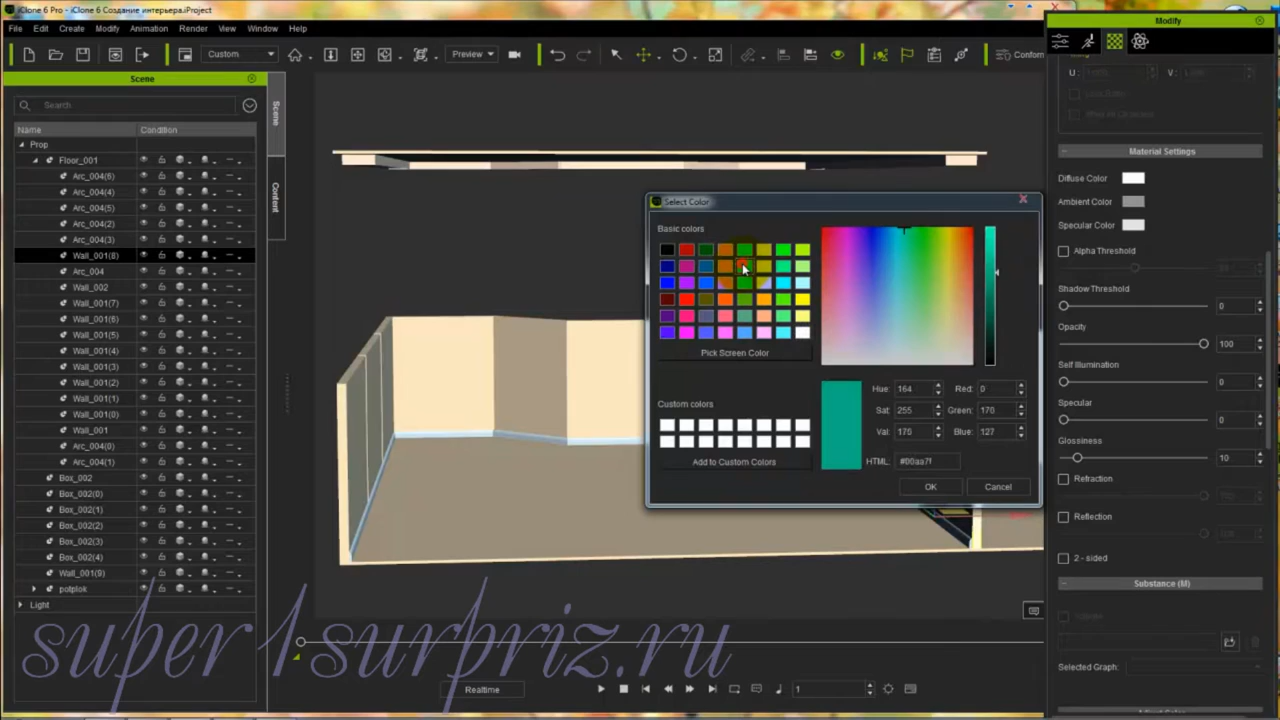 iClone 6 Pro - iClone 6 Создание интерьера.iProject
File Edit Create Modify Animation Render View Window Help
Custom
Preview
Conform
Scene
Search
Name Condition
Prop
Floor_001
Arc_004(6)
Arc_004(4)
Arc_004(5)
Arc_004(2)
Arc_004(3)
Wall_001(8)
Arc_004
Wall_002
Wall_001(7)
Wall_001(6)
Wall_001(5)
Wall_001(4)
Wall_001(3)
Wall_001(2)
Wall_001(1)
Wall_001(0)
Wall_001
Arc_004(0)
Arc_004(1)
Box_002
Box_002(0)
Box_002(1)
Box_002(2)
Box_002(3)
Box_002(4)
Wall_001(9)
potplok
Light
Scene
Content
Select Color
Basic colors
Pick Screen Color
Custom colors
Add to Custom Colors
Hue: 164 Red: 0
Sat: 255 Green: 170
Val: 170 Blue: 127
HTML: #00aa7f
OK Cancel
Modify
U : V :
Material Settings
Diffuse Color
Ambient Color
Specular Color
Alpha Threshold
Shadow Threshold
0
Opacity
100
Self Illumination
0
Specular
0
Glossiness
10
Refraction
Reflection
2 - sided
Substance (M)
Selected Graph:
Realtime
1
super1surpriz.ru